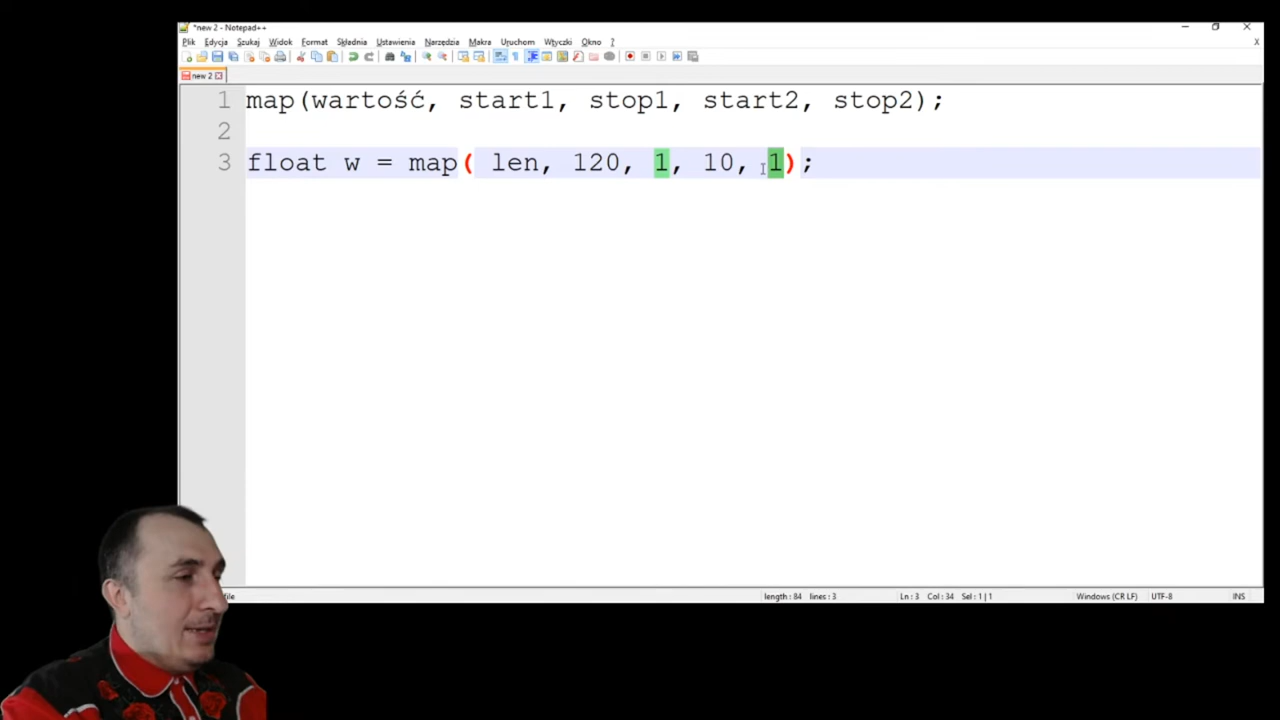 *new 2 - Notepad++
Plik Edycja Szukaj Widok Format Składnia Ustawienia Narzędzia Makra Uruchom Wtyczki Okno ? X
new 2
1 map(wartość, start1, stop1, start2, stop2);
2
3 float w = map( len, 120, 1, 10, 1);
file length : 84 lines : 3 Ln : 3 Col : 34 Sel : 1 | 1 Windows (CR LF) UTF-8 INS